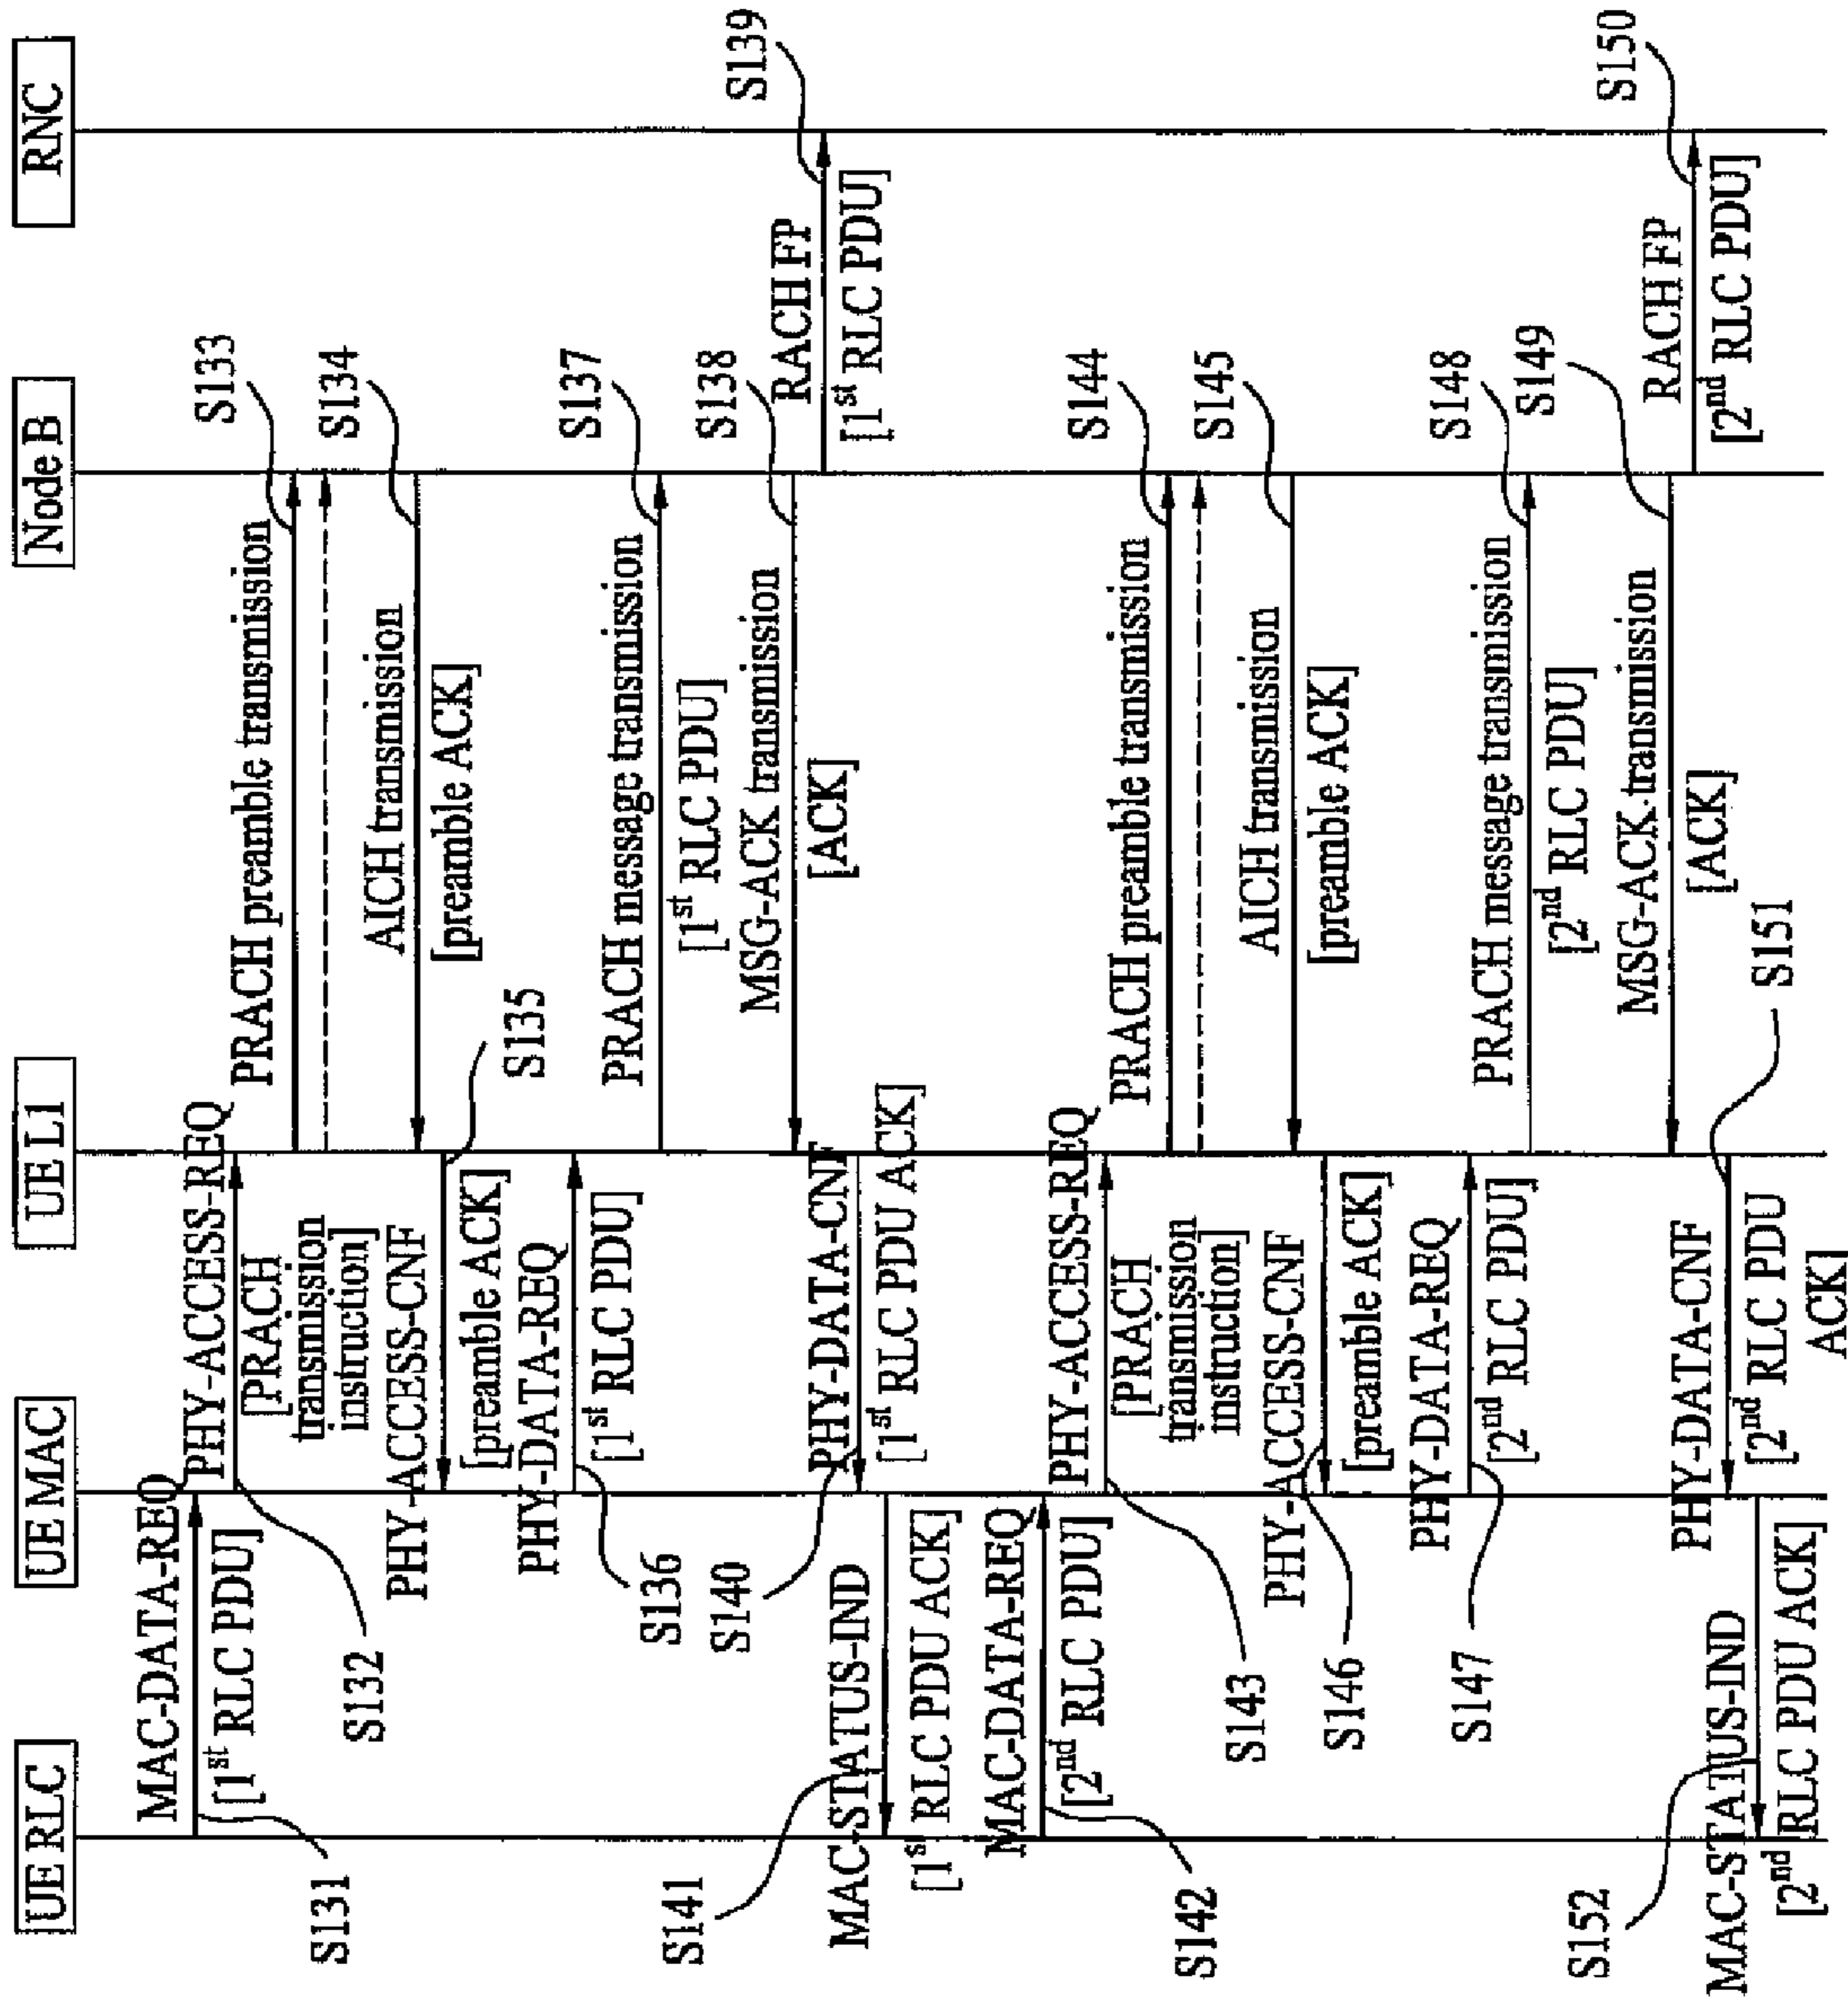 UE RLC
UE MAC
UE L1
Node B
RNC
MAC-DATA-REQ
[1st RLC PDU]
S131
PHY-ACCESS-REQ
[PRACH
transmission
instruction]
S132
PRACH preamble transmission
S133
AICH transmission
[preamble ACK]
S134
PHY-ACCESS-CNF
[preamble ACK]
S135
PHY-DATA-REQ
[1st RLC PDU]
S136
PRACH message transmission
[1st RLC PDU]
S137
MSG-ACK transmission
[ACK]
S138
RACH FP
[1st RLC PDU]
S139
PHY-DATA-CNF
[1st RLC PDU ACK]
S140
MAC-STATUS-IND
[1st RLC PDU ACK]
S141
MAC-DATA-REQ
[2nd RLC PDU]
S142
PHY-ACCESS-REQ
[PRACH
transmission
instruction]
S143
PRACH preamble transmission
S144
AICH transmission
[preamble ACK]
S145
PHY-ACCESS-CNF
[preamble ACK]
S146
PHY-DATA-REQ
[2nd RLC PDU]
S147
PRACH message transmission
[2nd RLC PDU]
S148
MSG-ACK transmission
[ACK]
S149
RACH FP
[2nd RLC PDU]
S150
PHY-DATA-CNF
[2nd RLC PDU
ACK]
S151
MAC-STATUS-IND
[2nd RLC PDU ACK]
S152